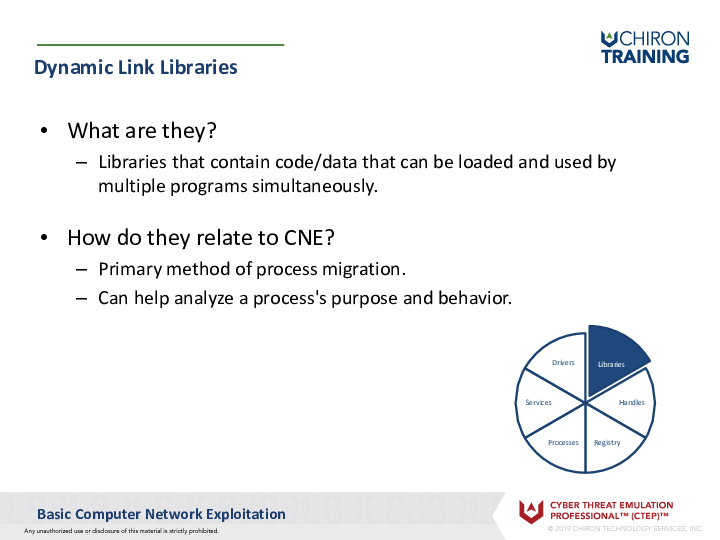 CHIRON
TRAINING
Dynamic Link Libraries
• What are they?
– Libraries that contain code/data that can be loaded and used by
multiple programs simultaneously.
• How do they relate to CNE?
– Primary method of process migration.
– Can help analyze a process's purpose and behavior.
Drivers
Libraries
Services
Handles
Processes
Registry
Basic Computer Network Exploitation
CYBER THREAT EMULATION
PROFESSIONAL™ (CTEP)™
Any unauthorized use or disclosure of this material is strictly prohibited.
© 2019 CHIRON TECHNOLOGY SERVICES, INC.